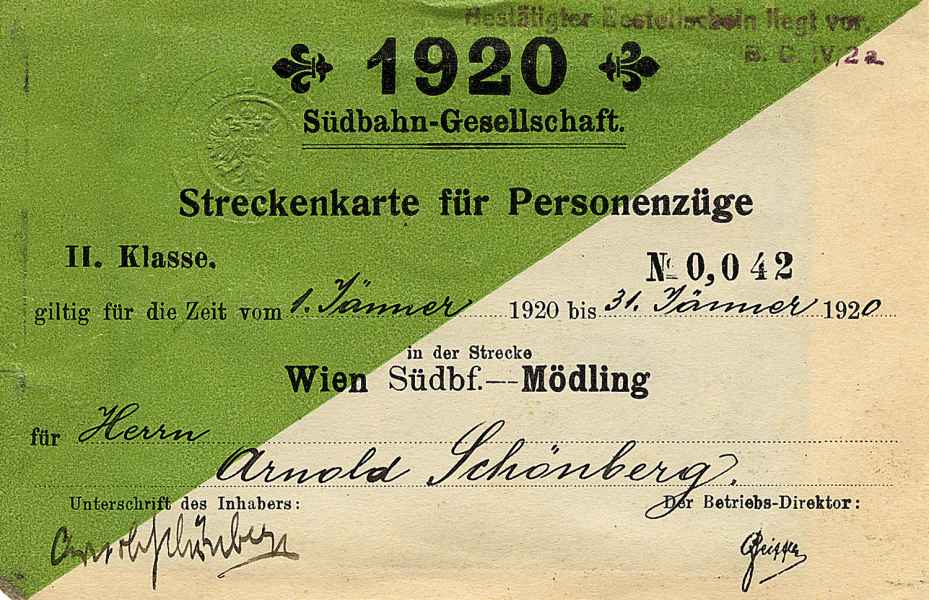 Bestätigter Bestellschein liegt vor.
B. D. IV/2a
1920
Südbahn-Gesellschaft.
Streckenkarte für Personenzüge
II. Klasse.
№ 0,042
giltig für die Zeit vom 1. Jänner 1920 bis 31. Jänner 1920
in der Strecke
Wien Südbf.—Mödling
für Herrn
Arnold Schönberg.
Unterschrift des Inhabers:
Der Betriebs-Direktor: